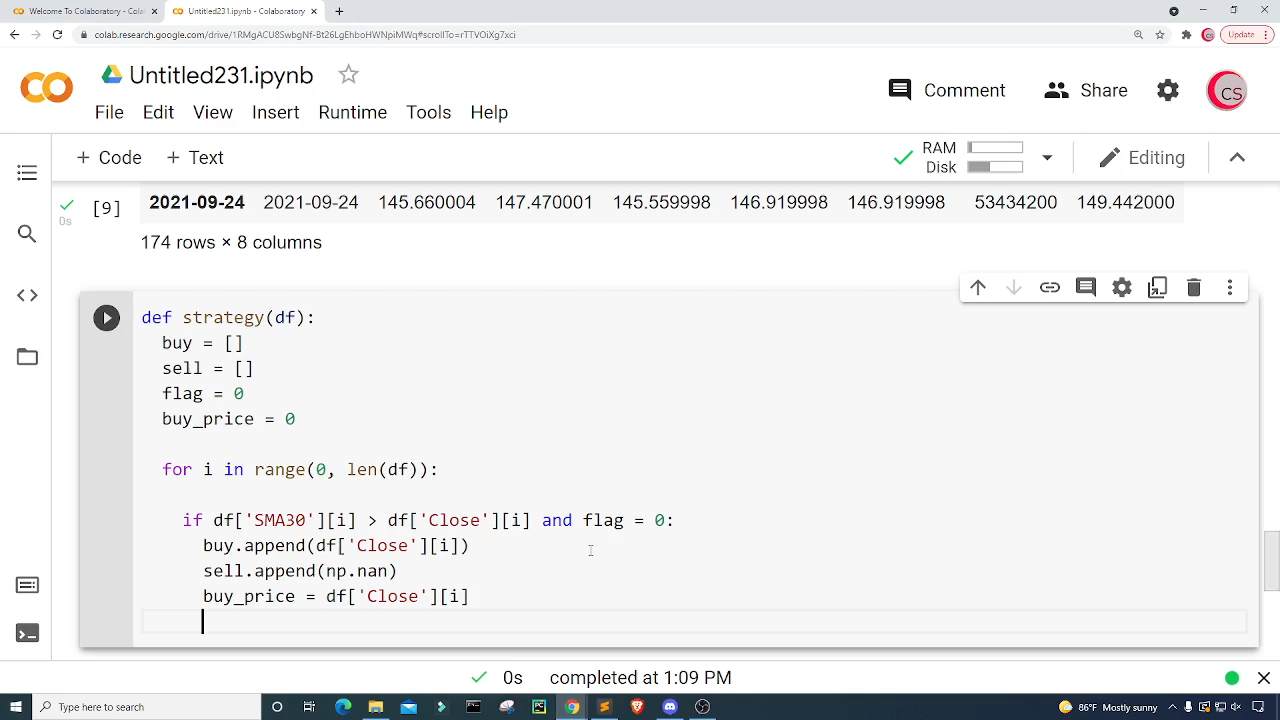 Welcome To Colaboratory - Colal
Untitled231.ipynb - Colaboratory
colab.research.google.com/drive/1RMgACU8SwbgNf-Bt26LgEhboHWNpiMWq#scrollTo=rTTVOiXg7xci
Update
Untitled231.ipynb
Comment
Share
CS
File Edit View Insert Runtime Tools Help
+ Code + Text
RAM
Disk
Editing
[9] 2021-09-24 2021-09-24 145.660004 147.470001 145.559998 146.919998 146.919998 53434200 149.442000
0s
174 rows × 8 columns
def strategy(df):
buy = []
sell = []
flag = 0
buy_price = 0
for i in range(0, len(df)):
if df['SMA30'][i] > df['Close'][i] and flag = 0:
buy.append(df['Close'][i])
sell.append(np.nan)
buy_price = df['Close'][i]
0s completed at 1:09 PM
Type here to search
86°F Mostly sunny